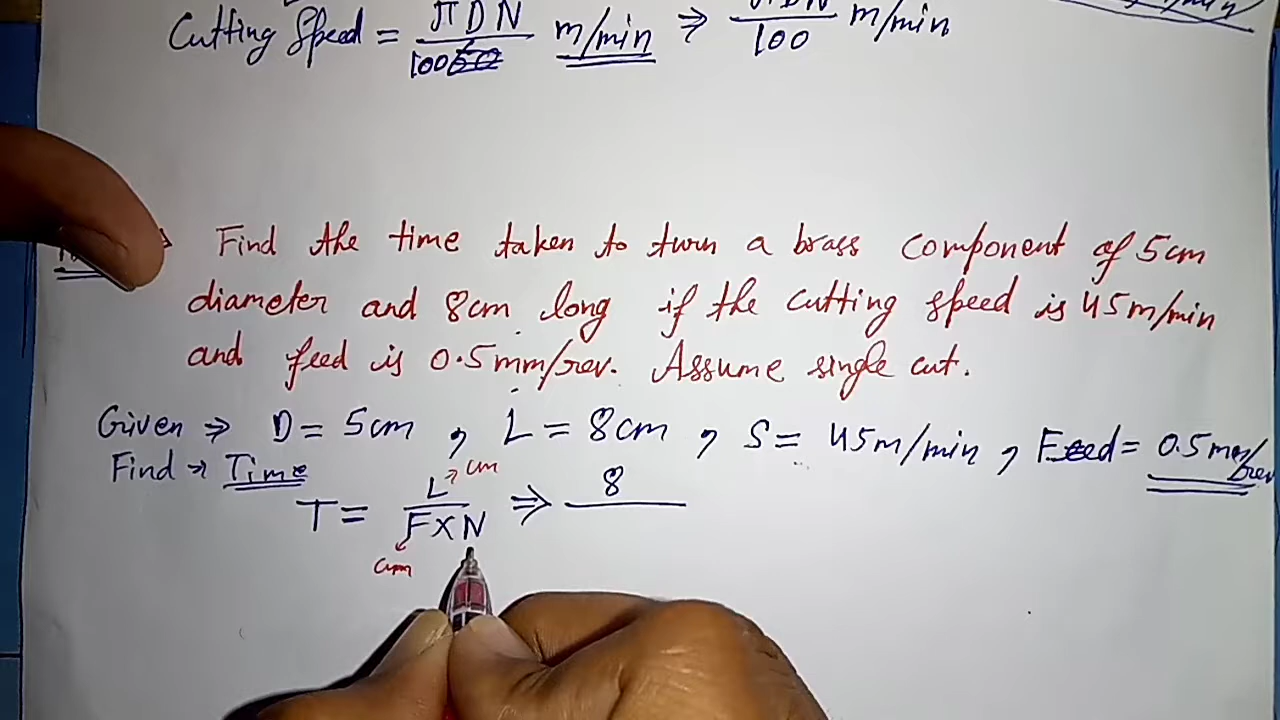 Cutting Speed = πDN / 100 m/min ⇒ πDN / 100 m/min
Find the time taken to turn a brass component of 5cm
diameter and 8cm long if the cutting speed is 45m/min
and feed is 0.5mm/rev. Assume single cut.
Given ⇒ D = 5cm , L = 8cm , S = 45m/min , Feed = 0.5mm/rev
Find → Time
T = L / F×N ⇒ 8
→ cm
cm